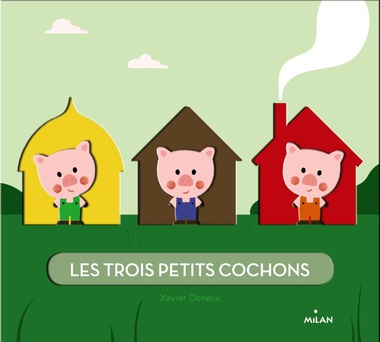 LES TROIS PETITS COCHONS
Xavier Deneux
MiLAN